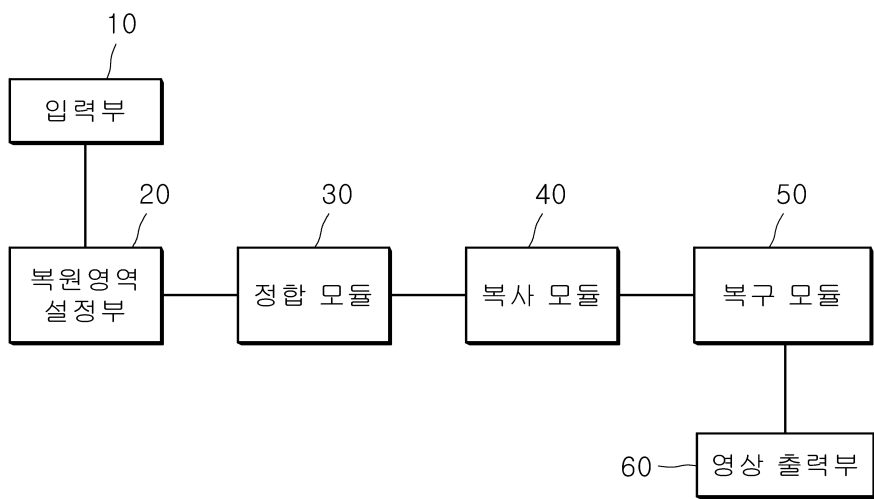 10
입력부
20
복원영역
설정부
30
정합 모듈
40
복사 모듈
50
복구 모듈
60
영상 출력부